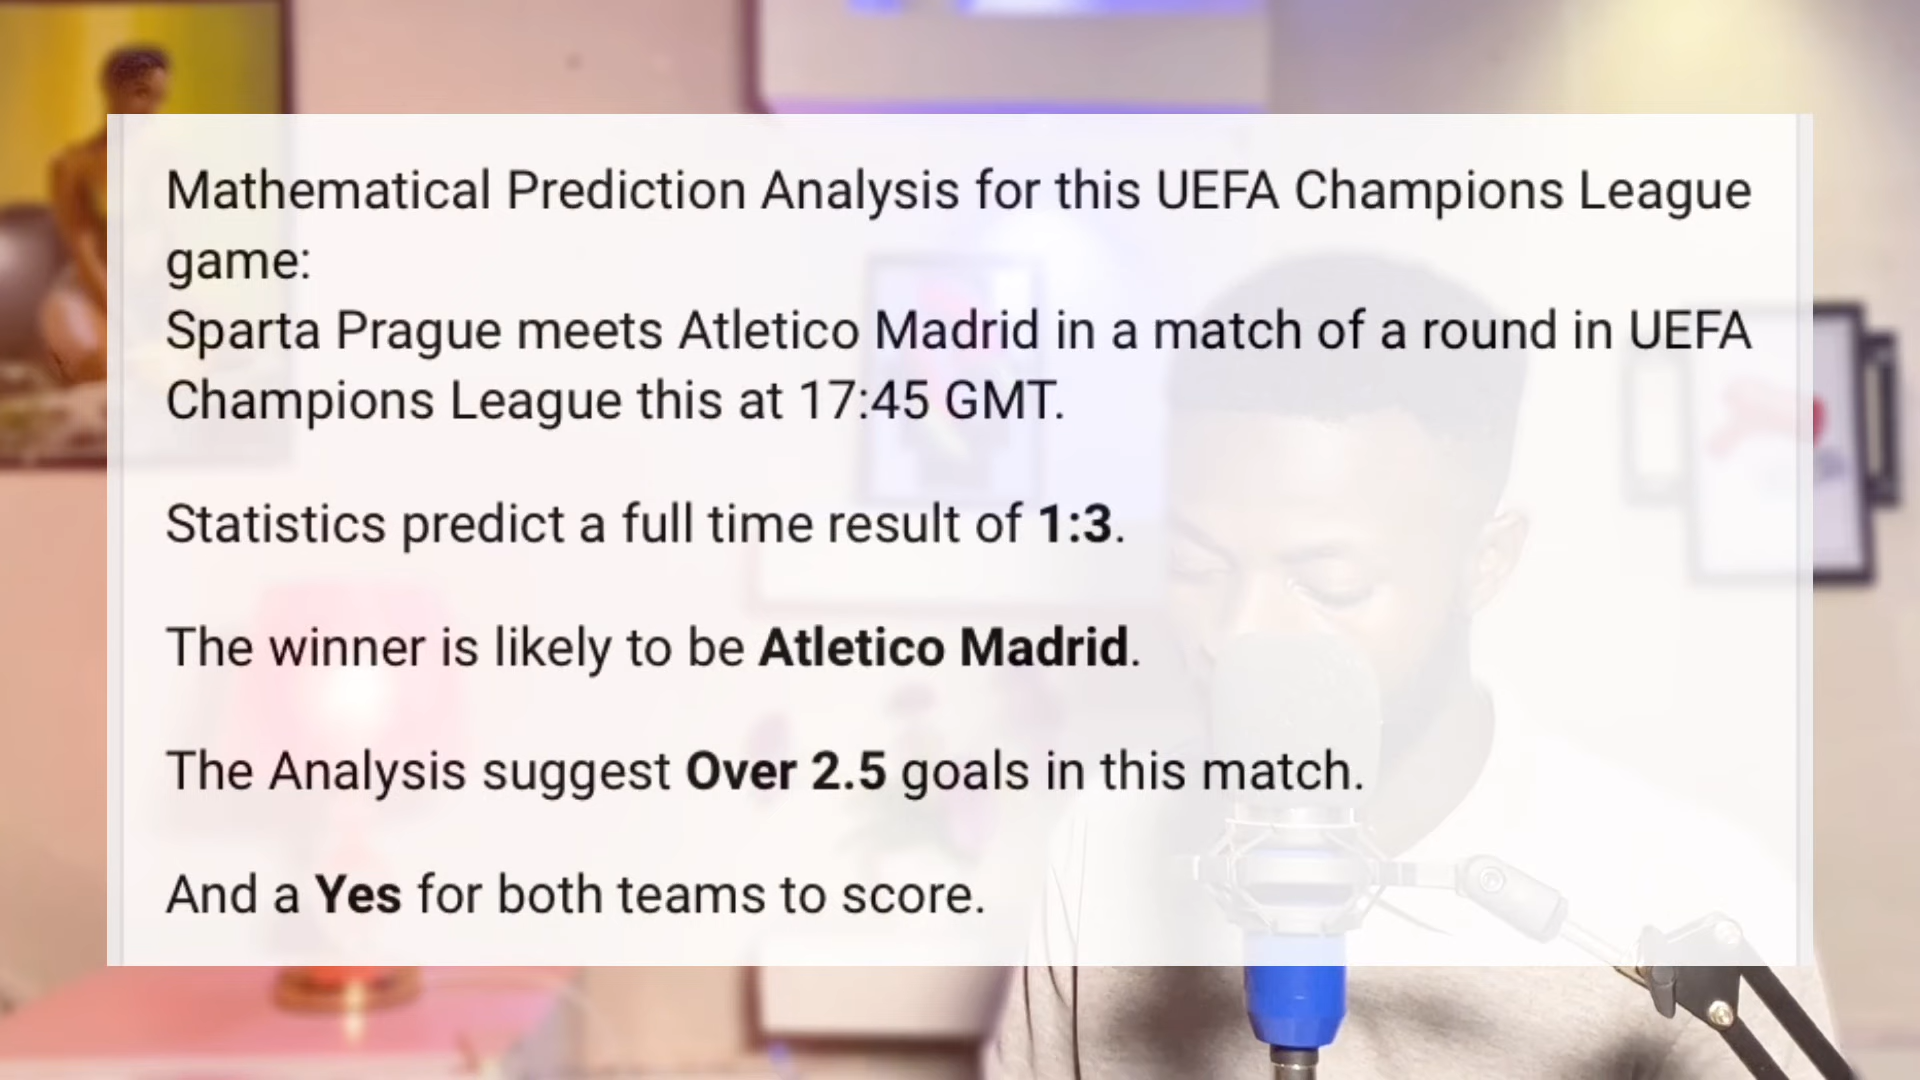 Mathematical Prediction Analysis for this UEFA Champions League
game:
Sparta Prague meets Atletico Madrid in a match of a round in UEFA
Champions League this at 17:45 GMT.
Statistics predict a full time result of 1:3.
The winner is likely to be Atletico Madrid.
The Analysis suggest Over 2.5 goals in this match.
And a Yes for both teams to score.